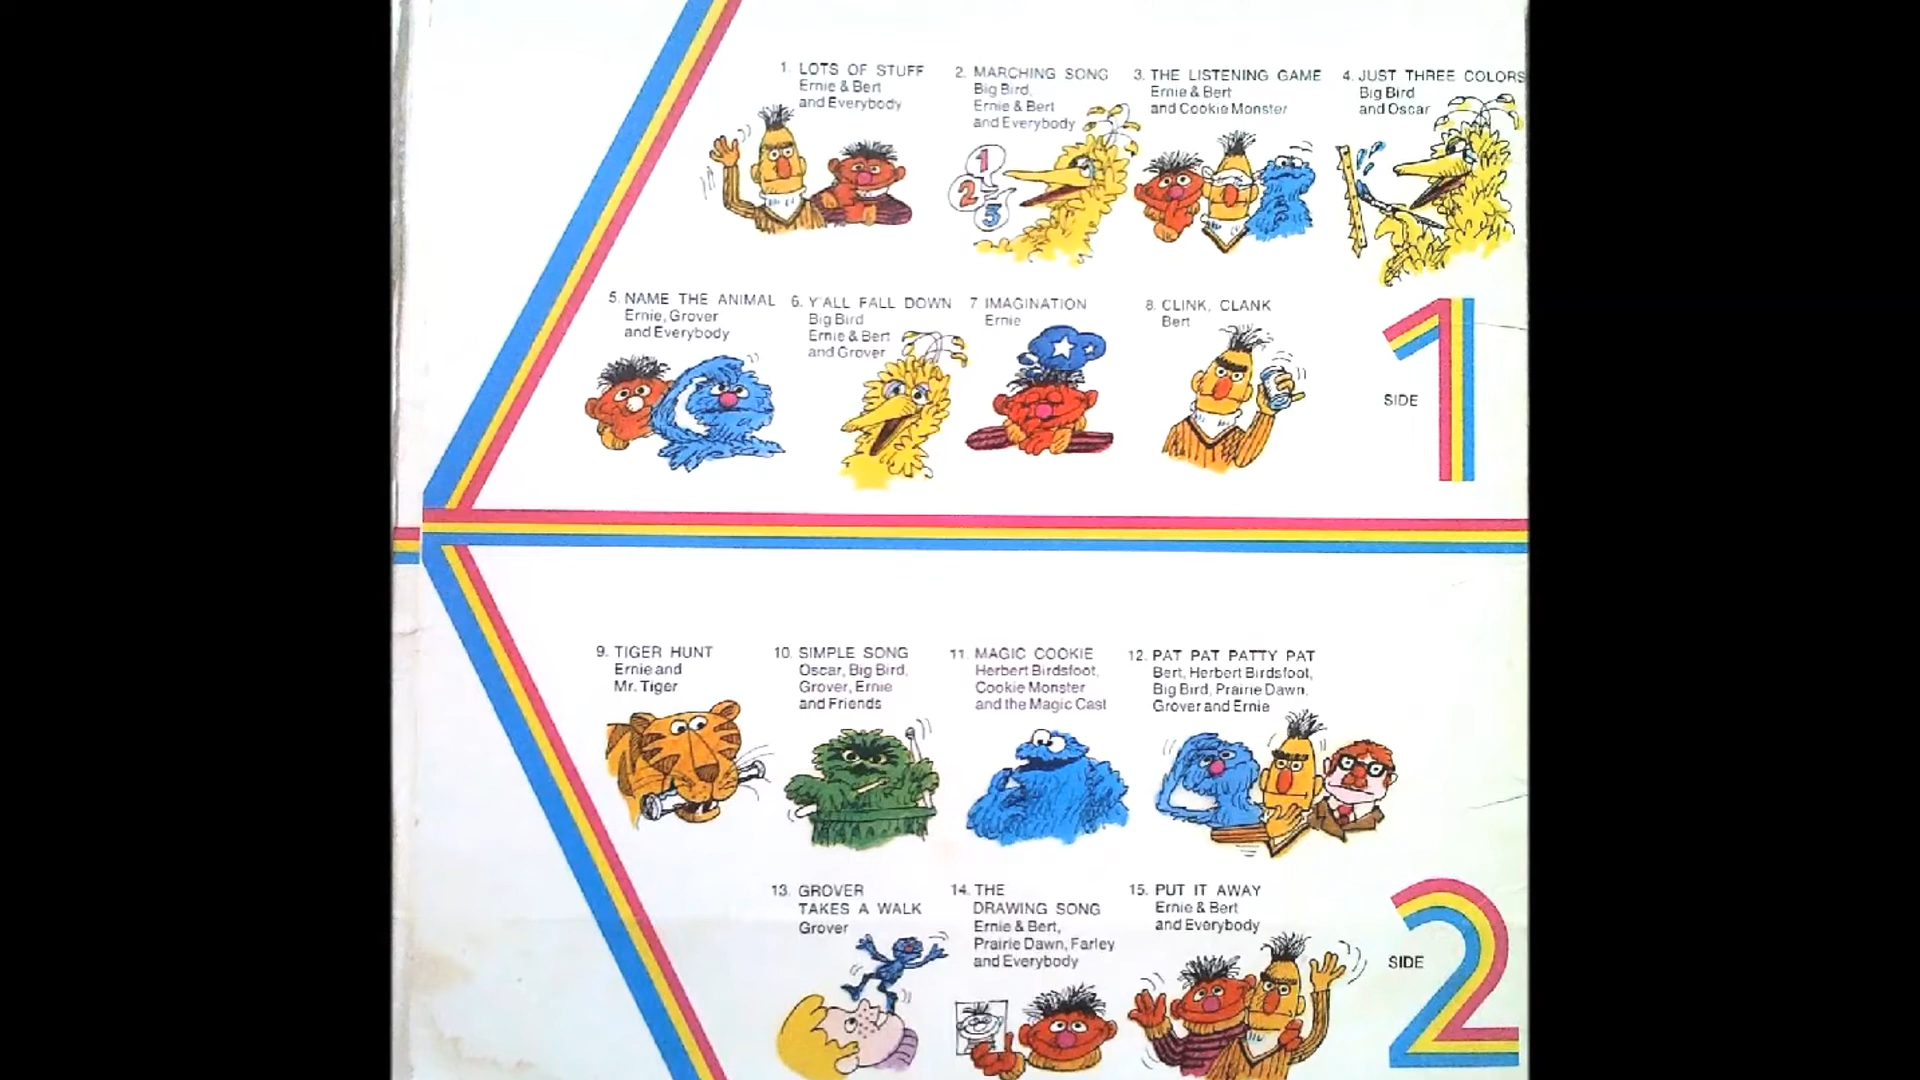 1. LOTS OF STUFF
Ernie & Bert
and Everybody
2. MARCHING SONG
Big Bird,
Ernie & Bert
and Everybody
1
2
3
3. THE LISTENING GAME
Ernie & Bert
and Cookie Monster
4. JUST THREE COLORS
Big Bird
and Oscar
5. NAME THE ANIMAL
Ernie, Grover
and Everybody
6. Y'ALL FALL DOWN
Big Bird
Ernie & Bert
and Grover
7 IMAGINATION
Ernie
8. CLINK, CLANK
Bert
SIDE 1
9. TIGER HUNT
Ernie and
Mr. Tiger
10. SIMPLE SONG
Oscar, Big Bird,
Grover, Ernie
and Friends
11. MAGIC COOKIE
Herbert Birdsfoot,
Cookie Monster
and the Magic Cast
12. PAT PAT PATTY PAT
Bert, Herbert Birdsfoot,
Big Bird, Prairie Dawn,
Grover and Ernie
13. GROVER
TAKES A WALK
Grover
14. THE
DRAWING SONG
Ernie & Bert,
Prairie Dawn, Farley
and Everybody
15. PUT IT AWAY
Ernie & Bert
and Everybody
SIDE 2